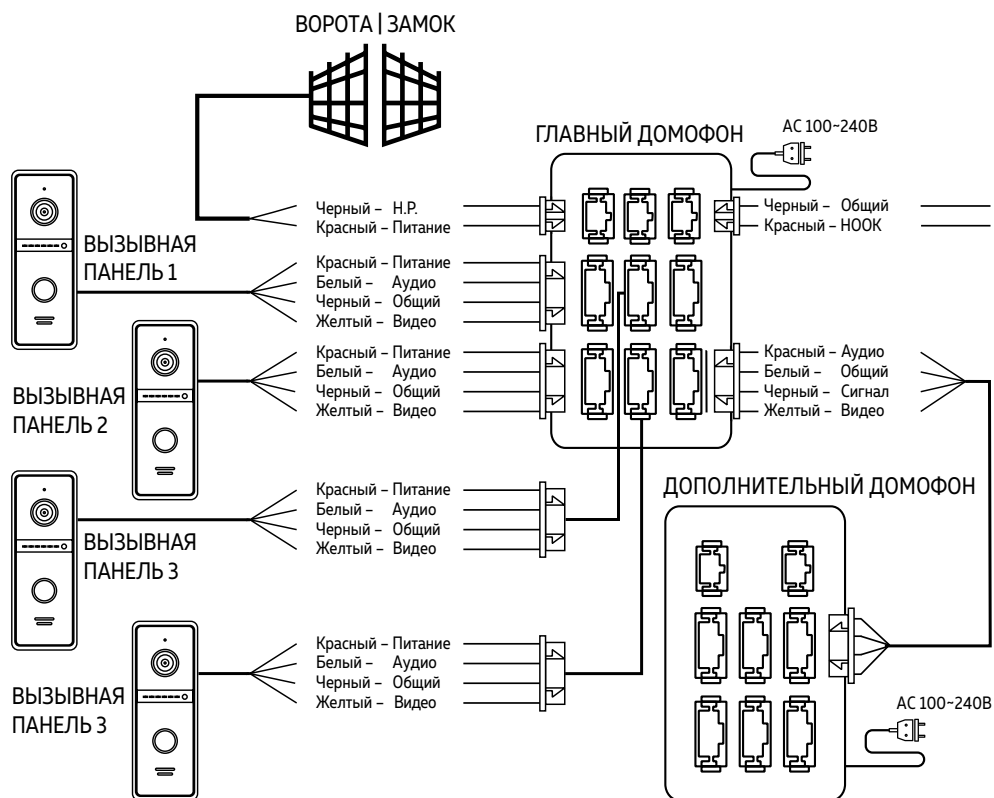 ВОРОТА | ЗАМОК
ГЛАВНЫЙ ДОМОФОН
AC 100~240В
Черный – Н.Р.
Красный – Питание
Черный – Общий
Красный – HOOK
ВЫЗЫВНАЯ
ПАНЕЛЬ 1
Красный – Питание
Белый – Аудио
Черный – Общий
Желтый – Видео
ВЫЗЫВНАЯ
ПАНЕЛЬ 2
Красный – Питание
Белый – Аудио
Черный – Общий
Желтый – Видео
Красный – Аудио
Белый – Общий
Черный – Сигнал
Желтый – Видео
ВЫЗЫВНАЯ
ПАНЕЛЬ 3
Красный – Питание
Белый – Аудио
Черный – Общий
Желтый – Видео
ДОПОЛНИТЕЛЬНЫЙ ДОМОФОН
ВЫЗЫВНАЯ
ПАНЕЛЬ 3
Красный – Питание
Белый – Аудио
Черный – Общий
Желтый – Видео
AC 100~240В